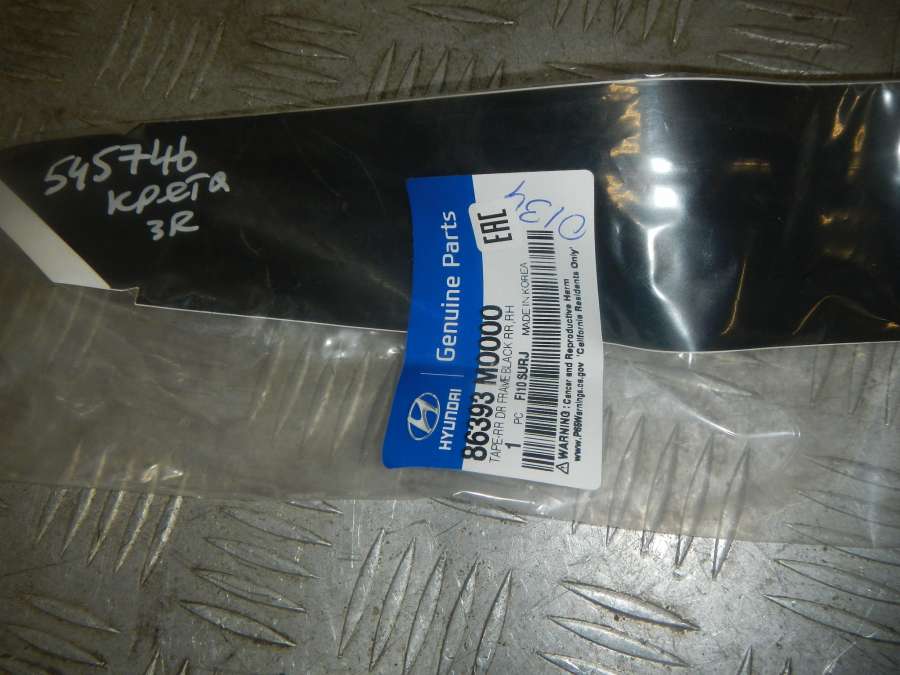 545746
крета
3R
HYUNDAI
Genuine Parts
EAC
0134
86393 M0000
TAPE-RR DR FRAME BLACK RR,RH
1 PC FI10SURJ MADE IN KOREA
WARNING : Cancer and Reproductive Harm
www.P65Warnings.ca.gov 'California Residents Only'